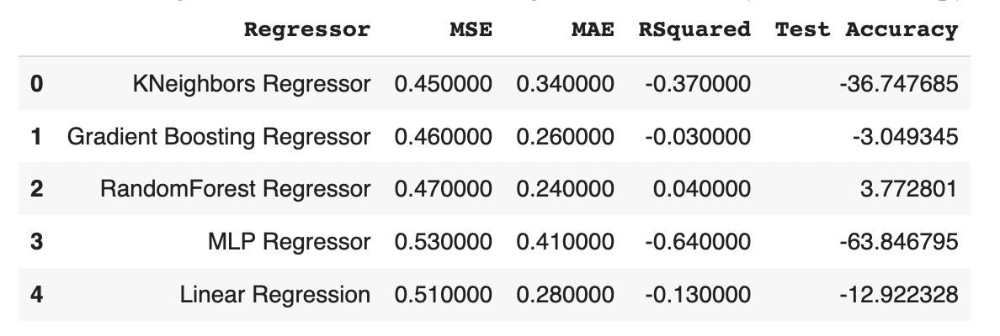 Regressor MSE MAE RSquared Test Accuracy
0 KNeighbors Regressor 0.450000 0.340000 -0.370000 -36.747685
1 Gradient Boosting Regressor 0.460000 0.260000 -0.030000 -3.049345
2 RandomForest Regressor 0.470000 0.240000 0.040000 3.772801
3 MLP Regressor 0.530000 0.410000 -0.640000 -63.846795
4 Linear Regression 0.510000 0.280000 -0.130000 -12.922328